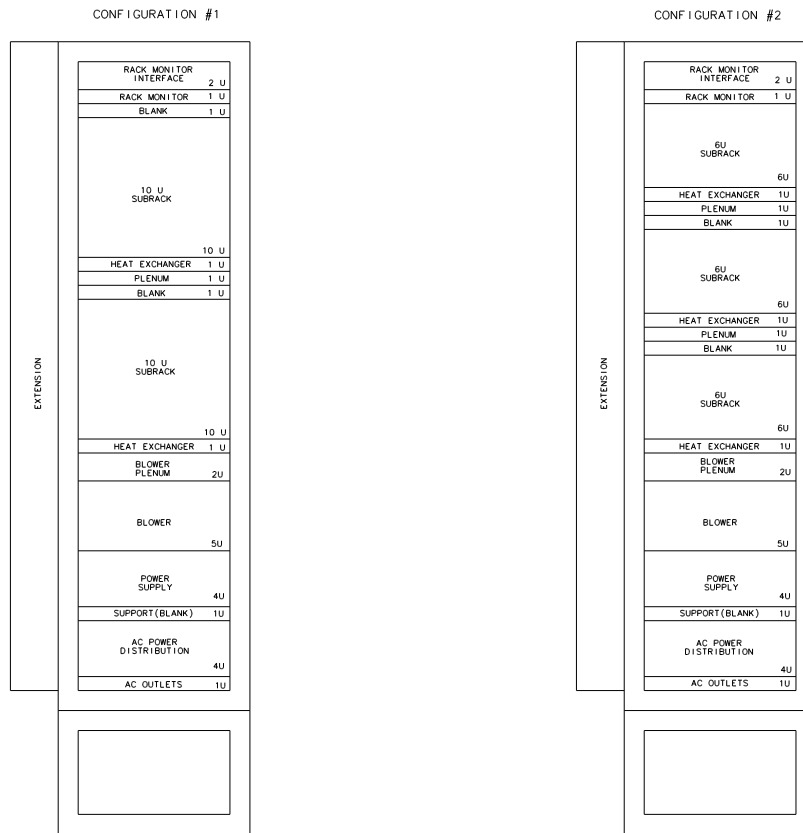 CONFIGURATION #1
RACK MONITOR
INTERFACE
2 U
RACK MONITOR 1 U
BLANK 1 U
10 U
SUBRACK
10 U
HEAT EXCHANGER 1 U
PLENUM 1 U
BLANK 1 U
10 U
SUBRACK
10 U
HEAT EXCHANGER 1 U
BLOWER
PLENUM 2U
BLOWER
5U
POWER
SUPPLY
4U
SUPPORT(BLANK) 1U
AC POWER
DISTRIBUTION
4U
AC OUTLETS 1U
EXTENSION
CONFIGURATION #2
RACK MONITOR
INTERFACE
2 U
RACK MONITOR 1 U
6U
SUBRACK
6U
HEAT EXCHANGER 1U
PLENUM 1U
BLANK 1U
6U
SUBRACK
6U
HEAT EXCHANGER 1U
PLENUM 1U
BLANK 1U
6U
SUBRACK
6U
HEAT EXCHANGER 1U
BLOWER
PLENUM 2U
BLOWER
5U
POWER
SUPPLY
4U
SUPPORT(BLANK) 1U
AC POWER
DISTRIBUTION
4U
AC OUTLETS 1U
EXTENSION